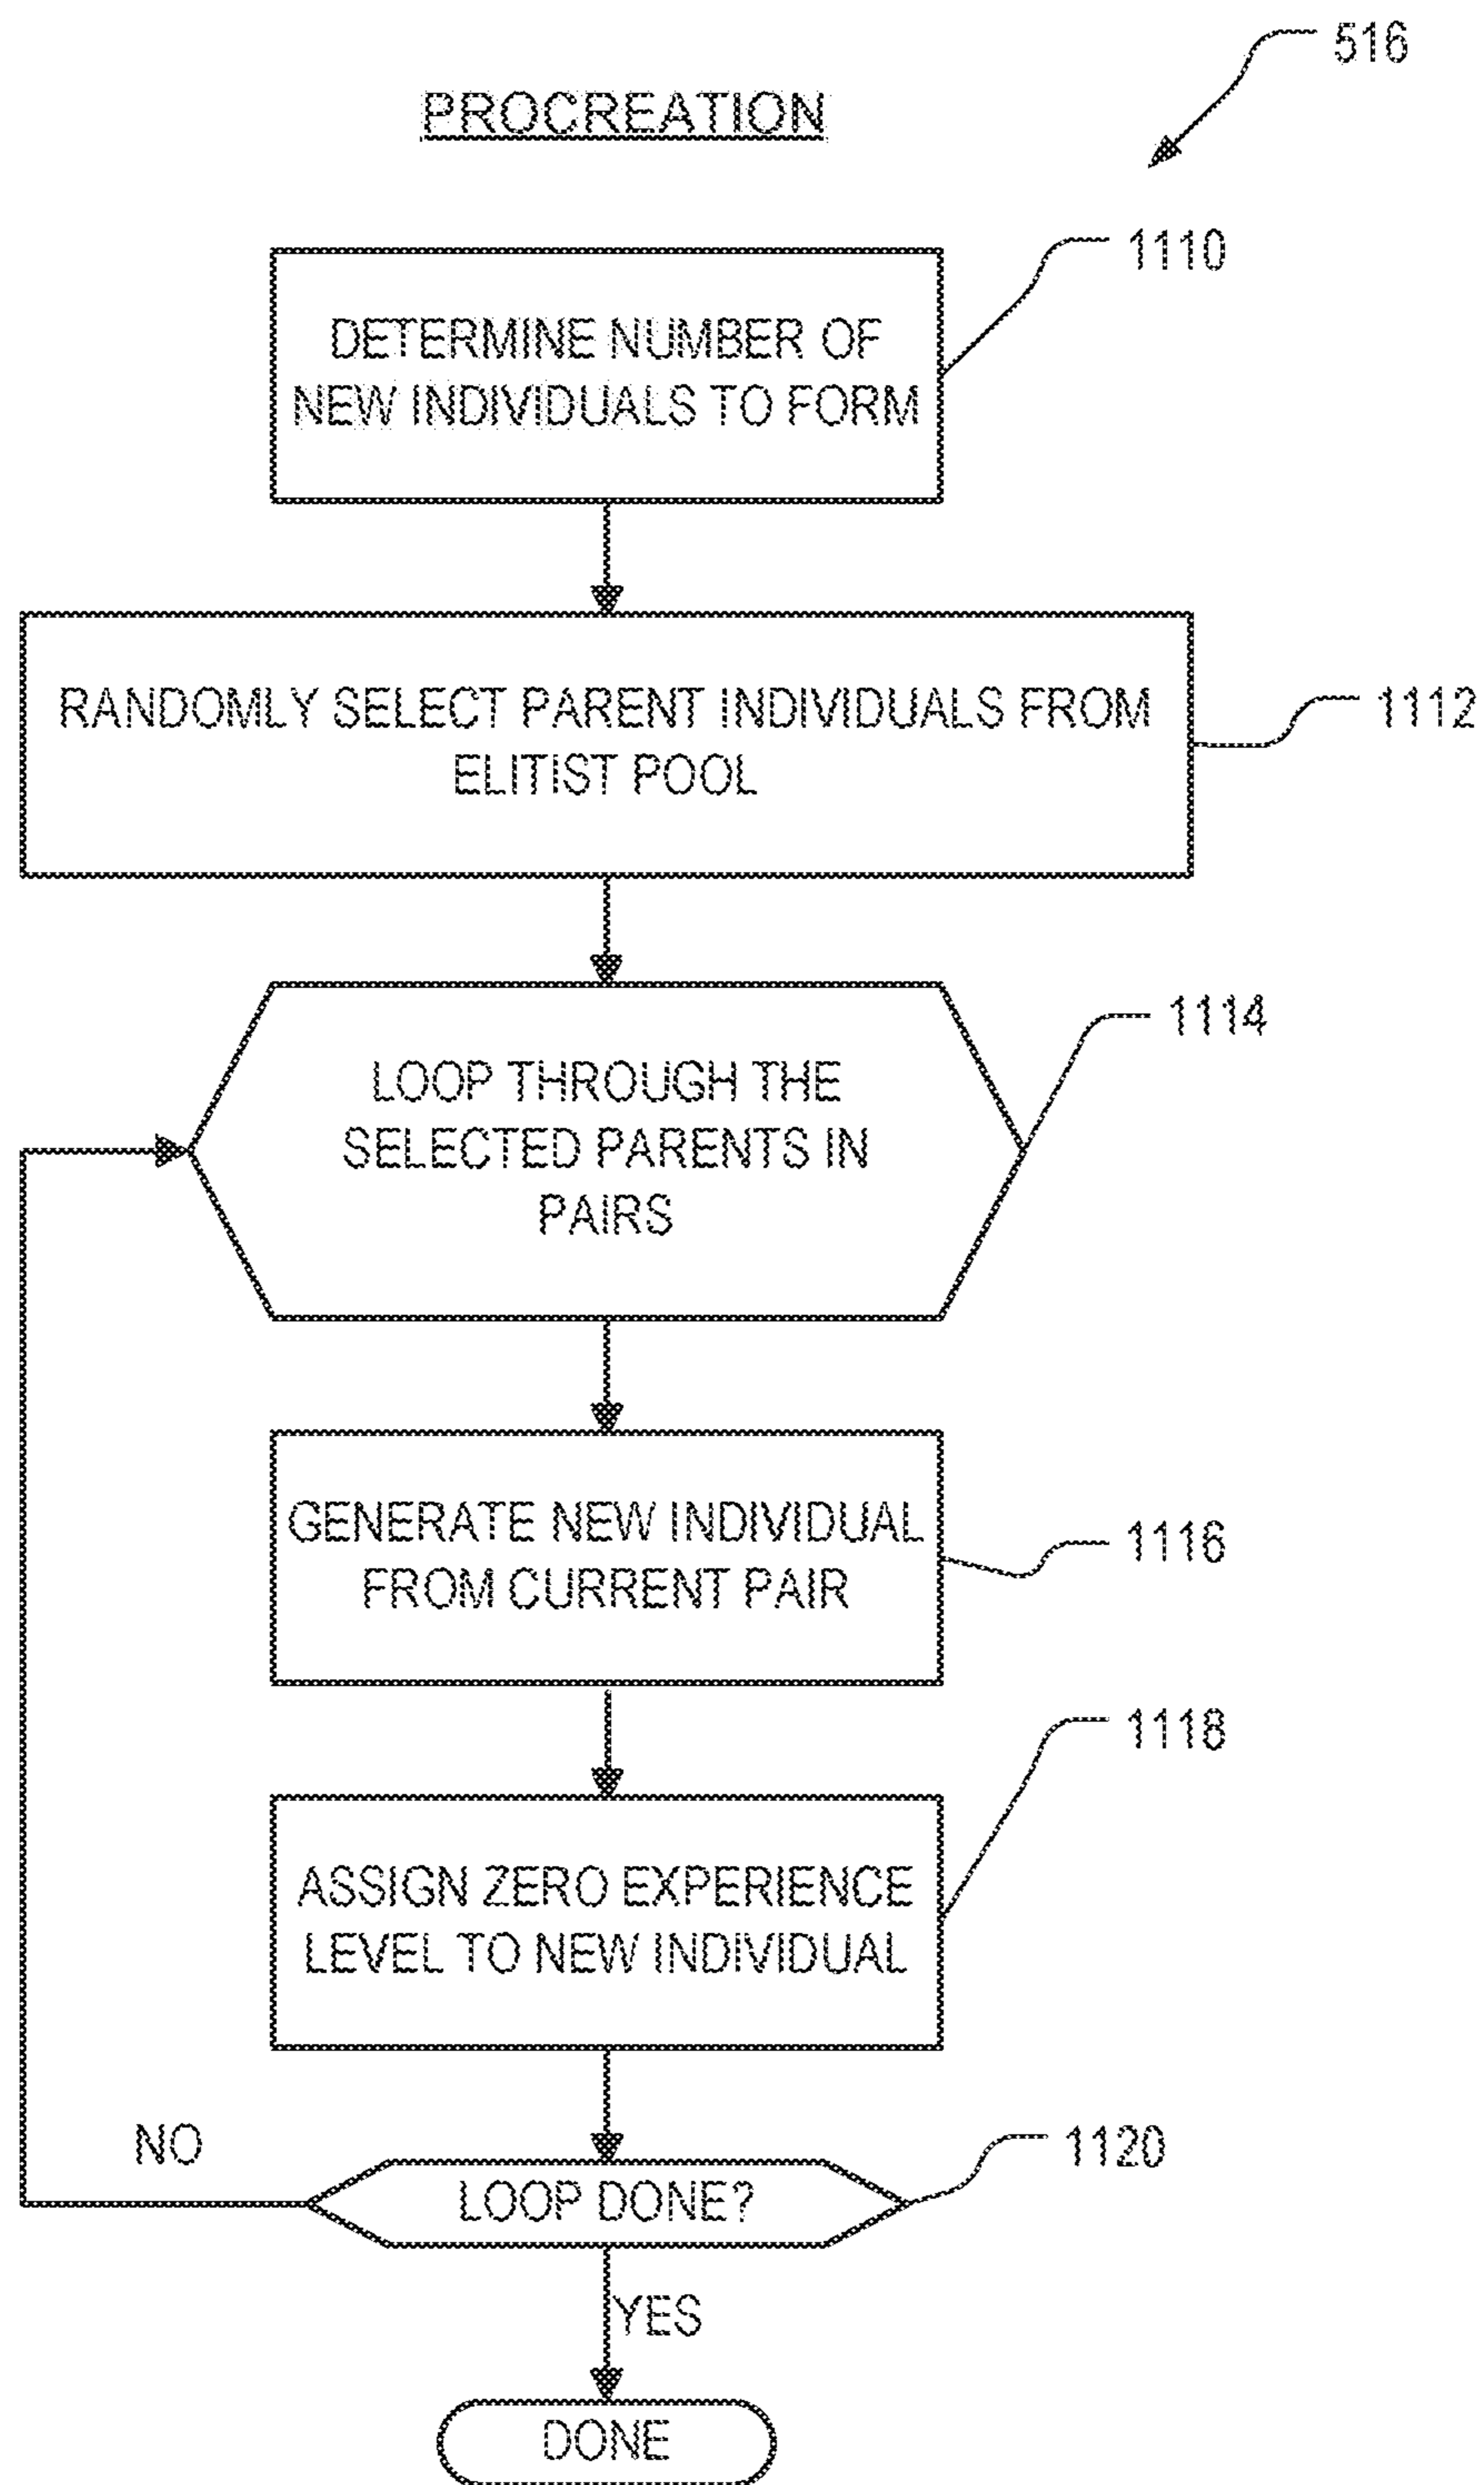 516
PROCREATION
1110
DETERMINE NUMBER OF
NEW INDIVIDUALS TO FORM
RANDOMLY SELECT PARENT INDIVIDUALS FROM
ELITIST POOL
1112
1114
LOOP THROUGH THE
SELECTED PARENTS IN
PAIRS
GENERATE NEW INDIVIDUAL
FROM CURRENT PAIR
1116
1118
ASSIGN ZERO EXPERIENCE
LEVEL TO NEW INDIVIDUAL
NO
1120
LOOP DONE?
YES
DONE